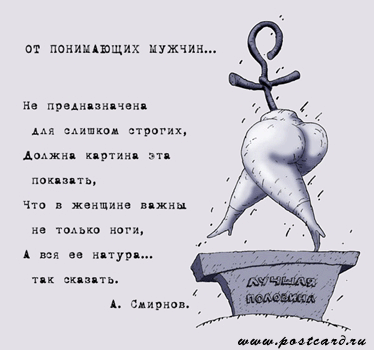 ОТ ПОНИМАЮЩИХ МУЖЧИН...
Не предназначена
для слишком строгих,
Должна картина эта
показать,
Что в женщине важны
не только ноги,
А вся ее натура...
так сказать.
А. Смирнов.
ЛУЧШАЯ
ПОЛОВИНА
www.postcard.ru